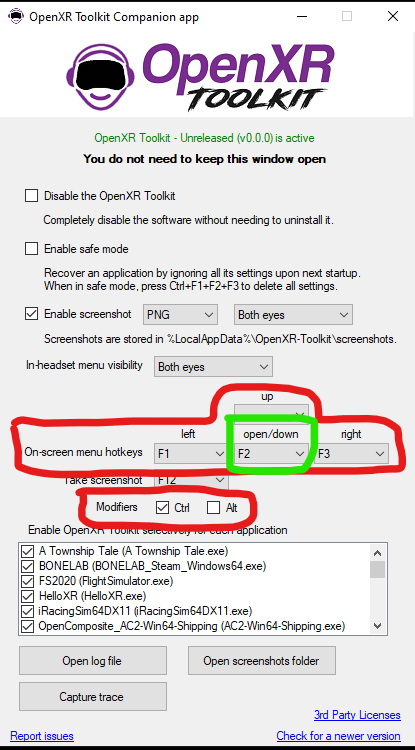 OpenXR Toolkit Companion app
OpenXR
TOOLKIT
OpenXR Toolkit - Unreleased (v0.0.0) is active
You do not need to keep this window open
Disable the OpenXR Toolkit
Completely disable the software without needing to uninstall it.
Enable safe mode
Recover an application by ignoring all its settings upon next startup.
When in safe mode, press Ctrl+F1+F2+F3 to delete all settings.
Enable screenshot PNG Both eyes
Screenshots are stored in %LocalAppData%\OpenXR-Toolkit\screenshots.
In-headset menu visibility Both eyes
up
left open/down right
On-screen menu hotkeys F1 F2 F3
Take screenshot F12
Modifiers Ctrl Alt
Enable OpenXR Toolkit selectively for each application
A Township Tale (A Township Tale.exe)
BONELAB (BONELAB_Steam_Windows64.exe)
FS2020 (FlightSimulator.exe)
HelloXR (HelloXR.exe)
iRacingSim64DX11 (iRacingSim64DX11.exe)
OpenComposite_AC2-Win64-Shipping (AC2-Win64-Shipping.exe)
Open log file Open screenshots folder
Capture trace
3rd Party Licenses
Report issues Check for a newer version